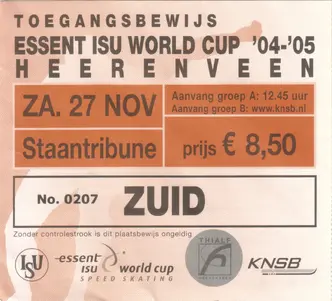 TOEGANGSBEWIJS
ESSENT ISU WORLD CUP '04-'05
HEERENVEEN
ZA. 27 NOV
Aanvang groep A: 12.45 uur
Aanvang groep B: www.knsb.nl
Staantribune
prijs € 8,50
No. 0207
ZUID
Zonder controlestrook is dit plaatsbewijs ongeldig
ISU
essent
isu world cup
SPEED SKATING
THIALF
KNSB